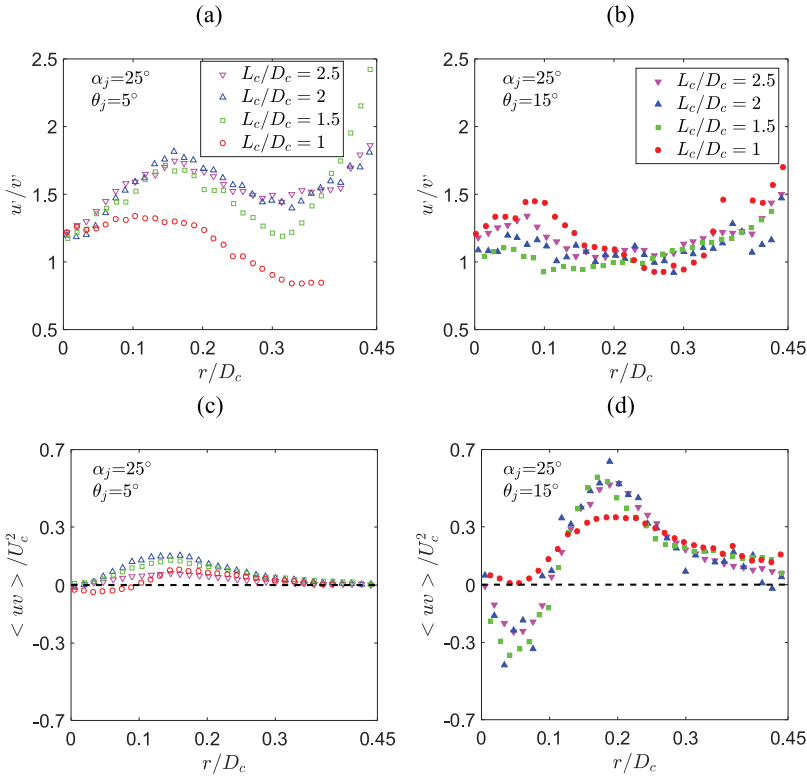 (a)
(b)
2.5
2
1.5
1
0.5
w/v'
α_j=25°
θ_j=5°
L_c/D_c = 2.5
L_c/D_c = 2
L_c/D_c = 1.5
L_c/D_c = 1
0
0.1
0.2
0.3
0.45
r/D_c
2.5
2
1.5
1
0.5
w/v'
α_j=25°
θ_j=15°
L_c/D_c = 2.5
L_c/D_c = 2
L_c/D_c = 1.5
L_c/D_c = 1
0
0.1
0.2
0.3
0.45
r/D_c
(c)
(d)
0.7
0.3
0
-0.3
-0.7
< uv > /U_c^2
α_j=25°
θ_j=5°
0
0.1
0.2
0.3
0.45
r/D_c
0.7
0.3
0
-0.3
-0.7
< uv > /U_c^2
α_j=25°
θ_j=15°
0
0.1
0.2
0.3
0.45
r/D_c